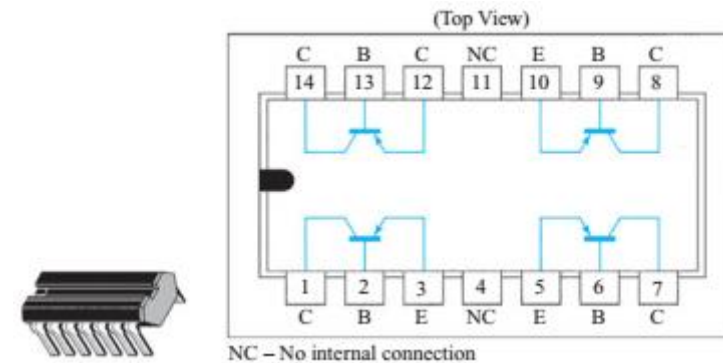 (Top View)
C B C NC E B C
14 13 12 11 10 9 8
1 2 3 4 5 6 7
C B E NC E B C
NC – No internal connection